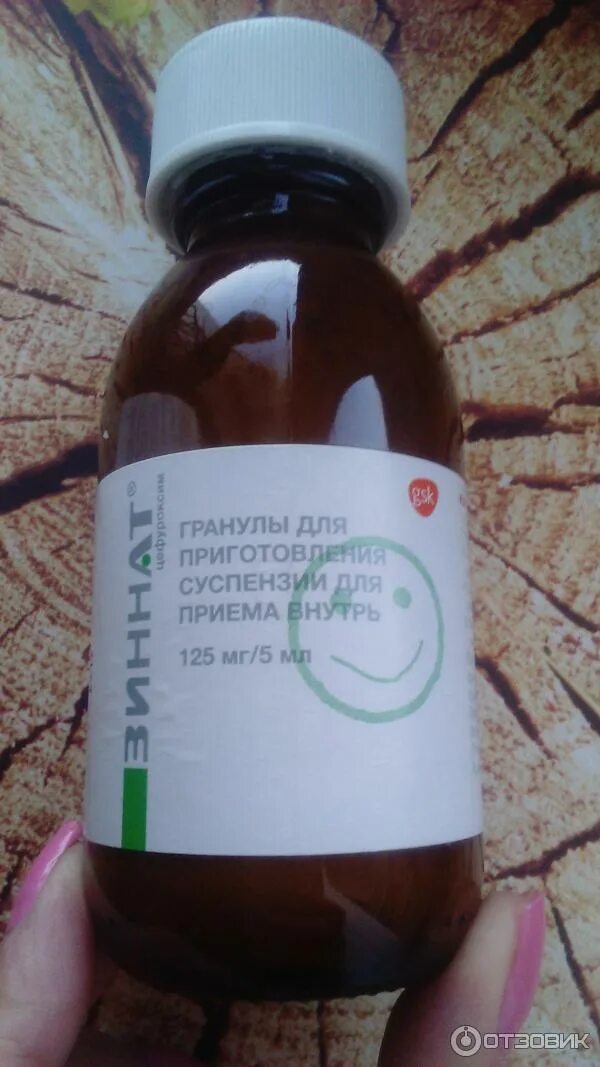 ЗИННАТ®
цефуроксим
ГРАНУЛЫ ДЛЯ
ПРИГОТОВЛЕНИЯ
СУСПЕНЗИИ ДЛЯ
ПРИЕМА ВНУТРЬ
125 мг/5 мл
gsk
ОТЗОВИК